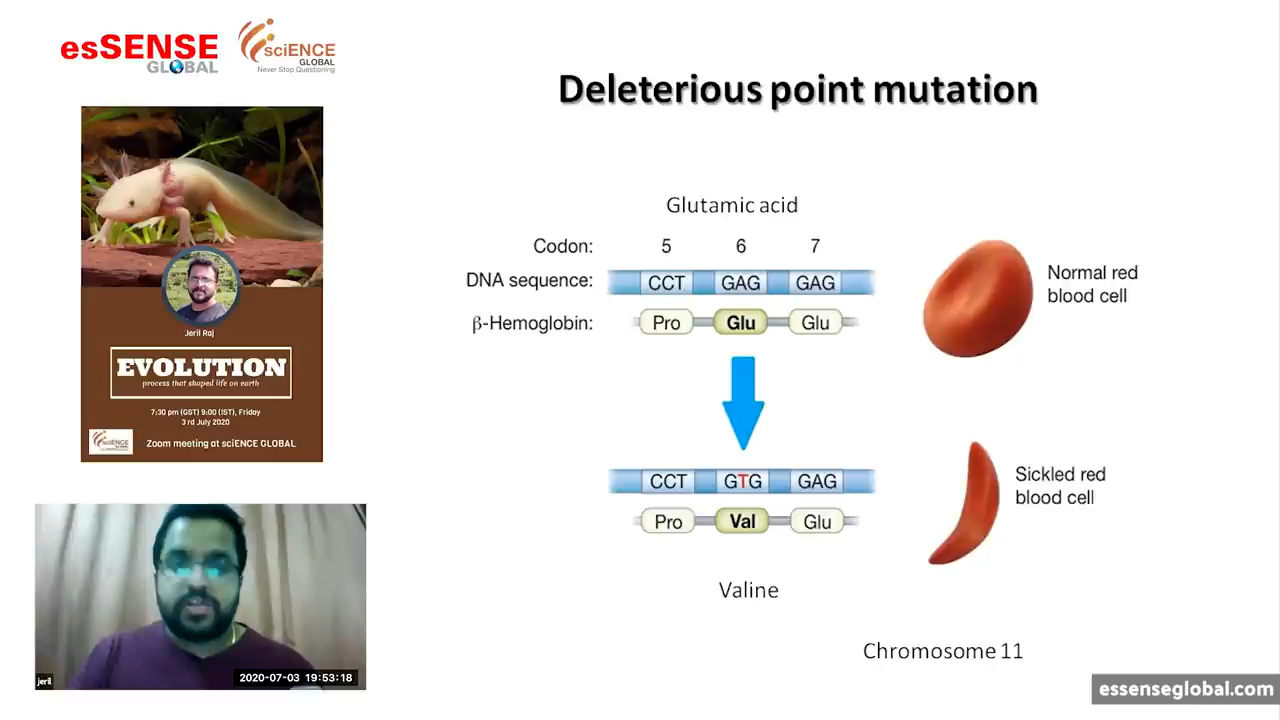 esSENSE
GLOBAL
sciENCE
GLOBAL
Never Stop Questioning
Jeril Raj
EVOLUTION
process that shaped life on earth
7:30 pm (GST) 9:00 (IST), Friday
3 rd July 2020
Zoom meeting at sciENCE GLOBAL
jeril
2020-07-03 19:53:18
Deleterious point mutation
Glutamic acid
Codon: 5 6 7
DNA sequence: CCT GAG GAG
β-Hemoglobin: Pro Glu Glu
Normal red
blood cell
CCT GTG GAG
Pro Val Glu
Sickled red
blood cell
Valine
Chromosome 11
essenseglobal.com